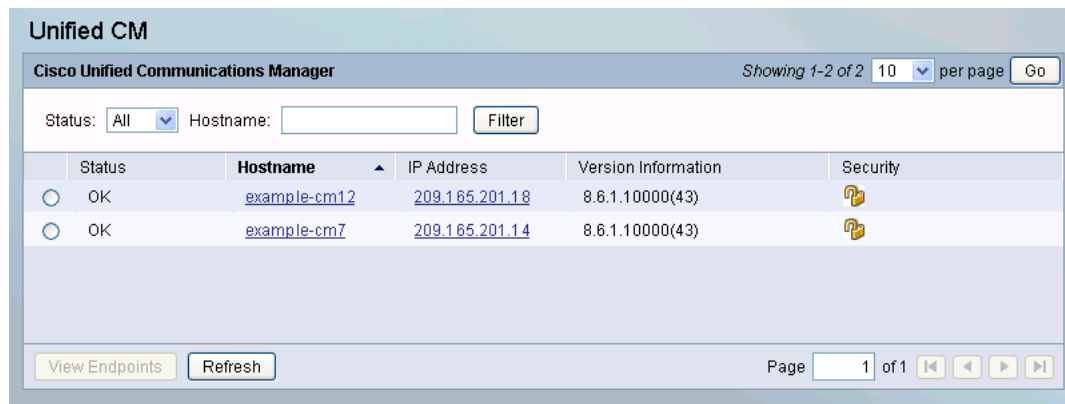 Unified CM
Cisco Unified Communications Manager Showing 1-2 of 2 10 per page Go
Status: All Hostname: Filter
Status Hostname IP Address Version Information Security
OK example-cm12 209.165.201.18 8.6.1.10000(43)
OK example-cm7 209.165.201.14 8.6.1.10000(43)
View Endpoints Refresh Page 1 of 1